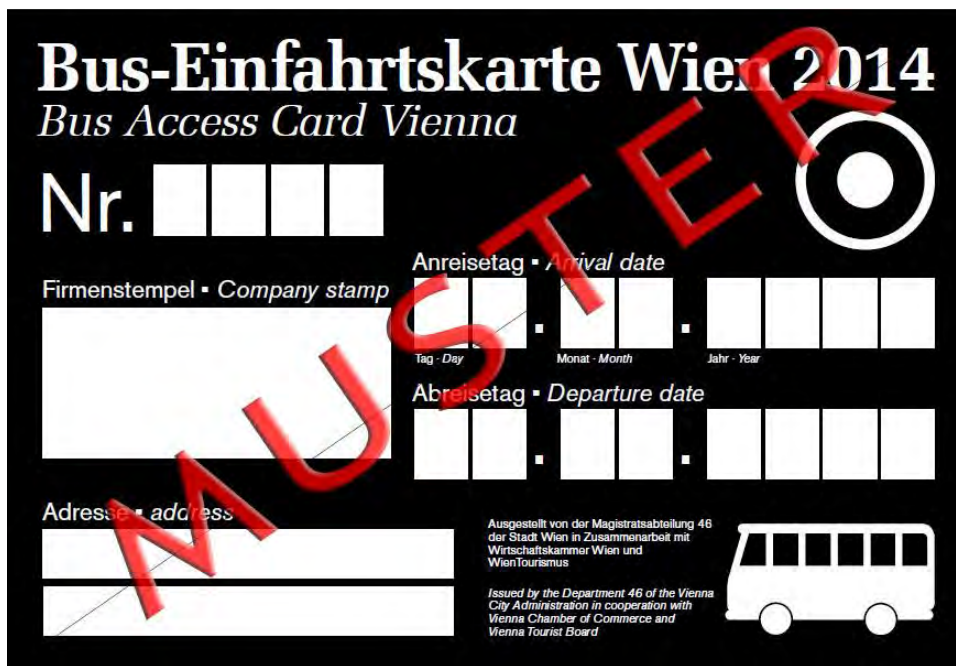 Bus-Einfahrtskarte Wien 2014
Bus Access Card Vienna
Nr.
Firmenstempel ▪ Company stamp
Anreisetag ▪ Arrival date
. .
Tag · Day Monat · Month Jahr · Year
Abreisetag ▪ Departure date
. .
Adresse ▪ address
Ausgestellt von der Magistratsabteilung 46
der Stadt Wien in Zusammenarbeit mit
Wirtschaftskammer Wien und
WienTourismus
Issued by the Department 46 of the Vienna
City Administration in cooperation with
Vienna Chamber of Commerce and
Vienna Tourist Board
MUSTER